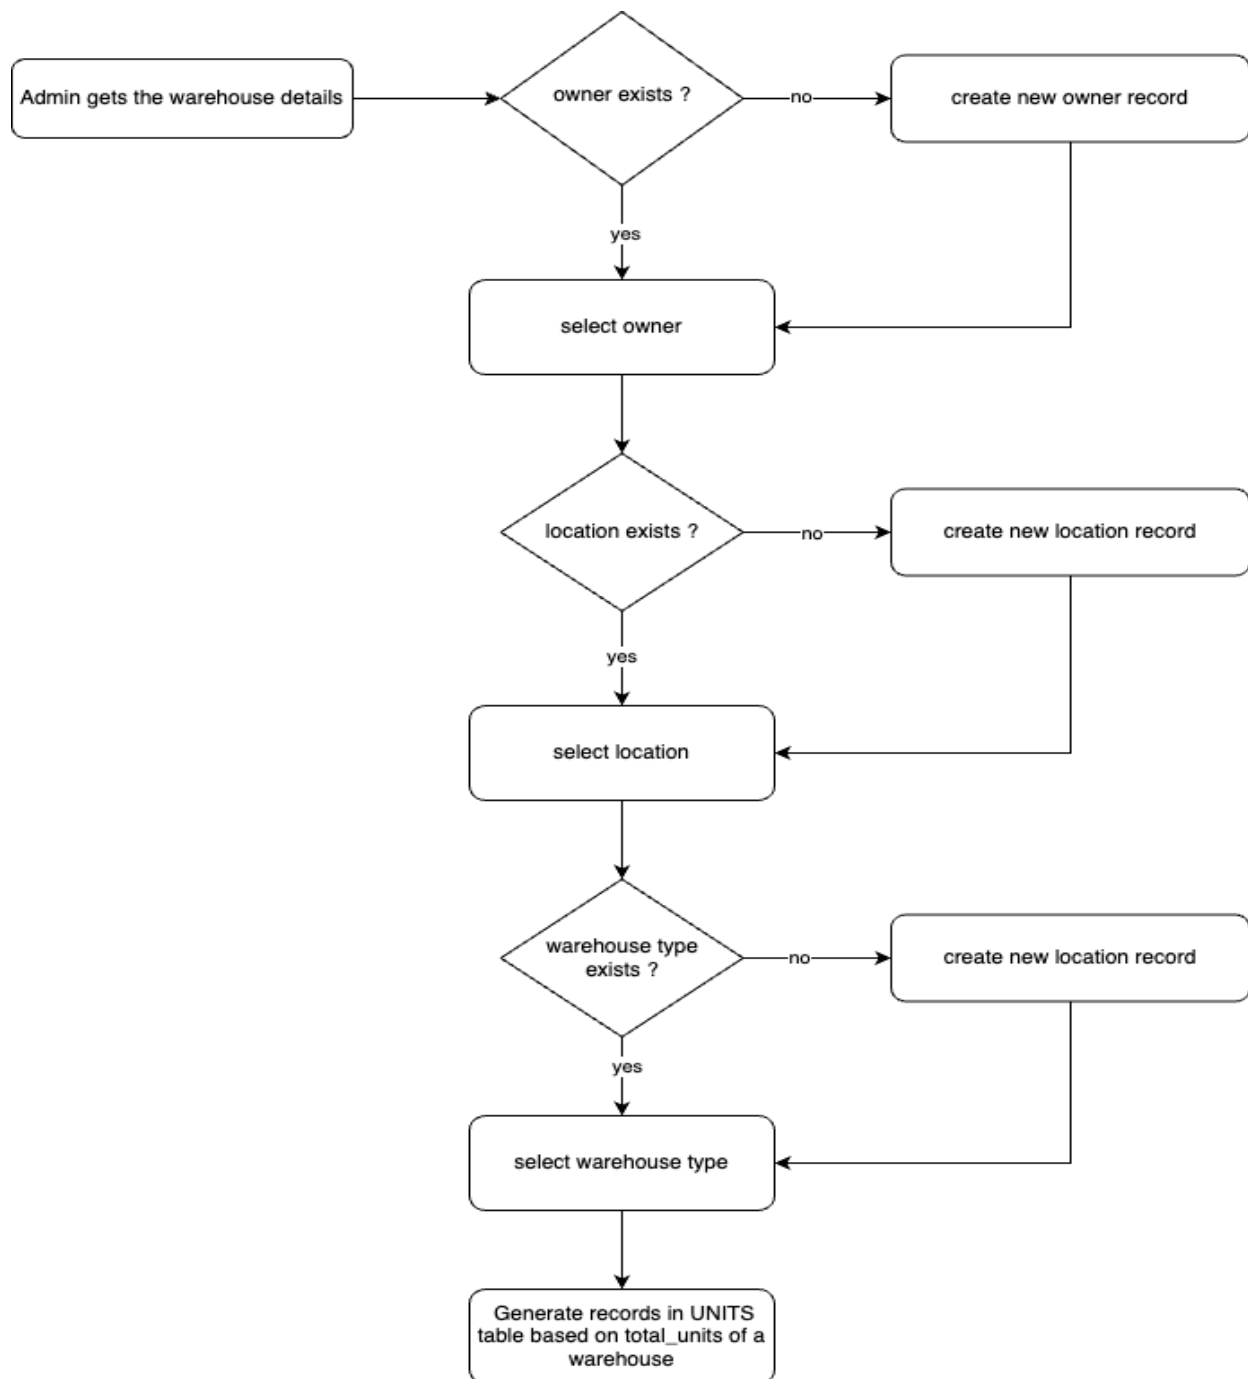 Admin gets the warehouse details
owner exists ?
no
create new owner record
yes
select owner
location exists ?
no
create new location record
yes
select location
warehouse type
exists ?
no
create new location record
yes
select warehouse type
Generate records in UNITS
table based on total_units of a
warehouse